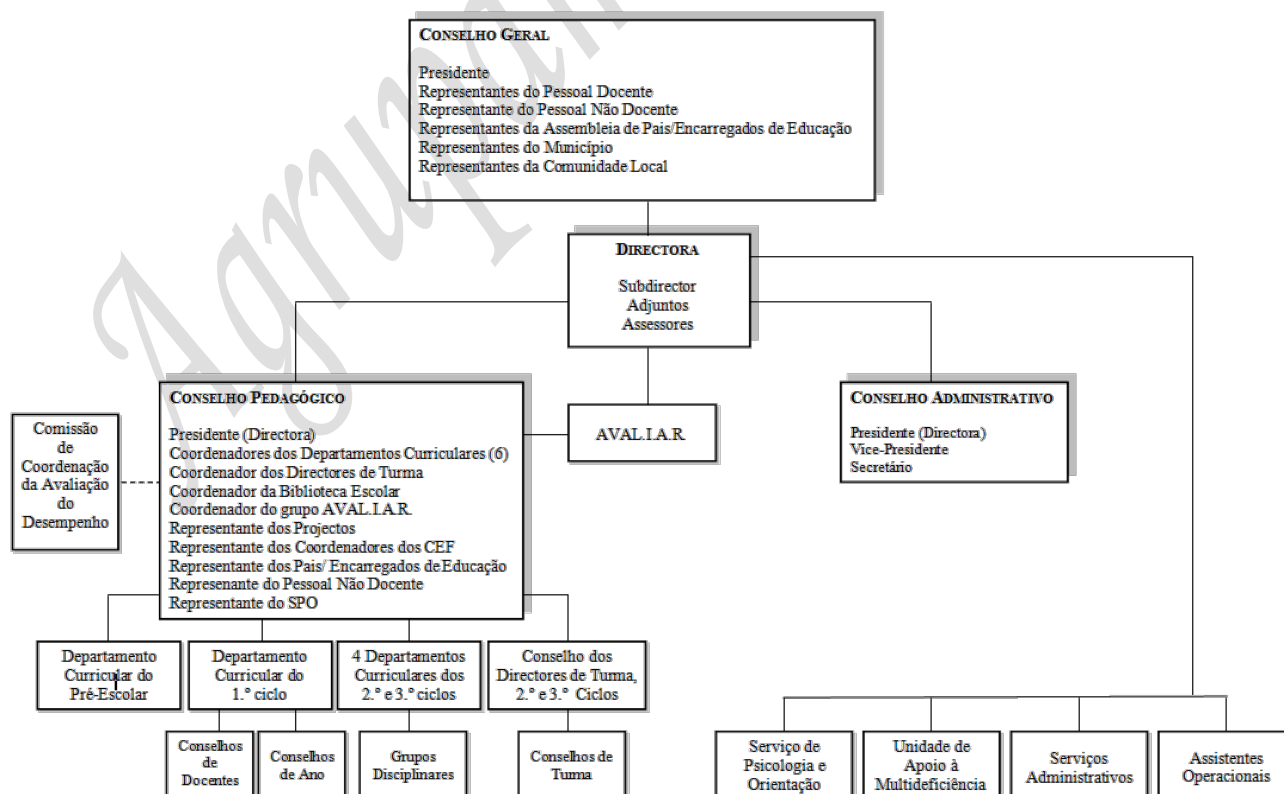 CONSELHO GERAL
Presidente
Representantes do Pessoal Docente
Representante do Pessoal Não Docente
Representantes da Assembleia de Pais/Encarregados de Educação
Representantes do Município
Representantes da Comunidade Local
DIRECTORA
Subdirector
Adjuntos
Assessores
Comissão
de
Coordenação
da Avaliação
do
Desempenho
CONSELHO PEDAGÓGICO
Presidente (Directora)
Coordenadores dos Departamentos Curriculares (6)
Coordenador dos Directores de Turma
Coordenador da Biblioteca Escolar
Coordenador do grupo AVAL.I.A.R.
Representante dos Projectos
Representante dos Coordenadores dos CEF
Representante dos Pais/ Encarregados de Educação
Represenante do Pessoal Não Docente
Representante do SPO
AVAL.I.A.R.
CONSELHO ADMINISTRATIVO
Presidente (Directora)
Vice-Presidente
Secretário
Departamento
Curricular do
Pré-Escolar
Departamento
Curricular do
1.º ciclo
4 Departamentos
Curriculares dos
2.º e 3.º ciclos
Conselho dos
Directores de Turma,
2.º e 3.º Ciclos
Conselhos
de
Docentes
Conselhos
de Ano
Grupos
Disciplinares
Conselhos de
Turma
Serviço de
Psicologia e
Orientação
Unidade de
Apoio à
Multideficiência
Serviços
Administrativos
Assistentes
Operacionais